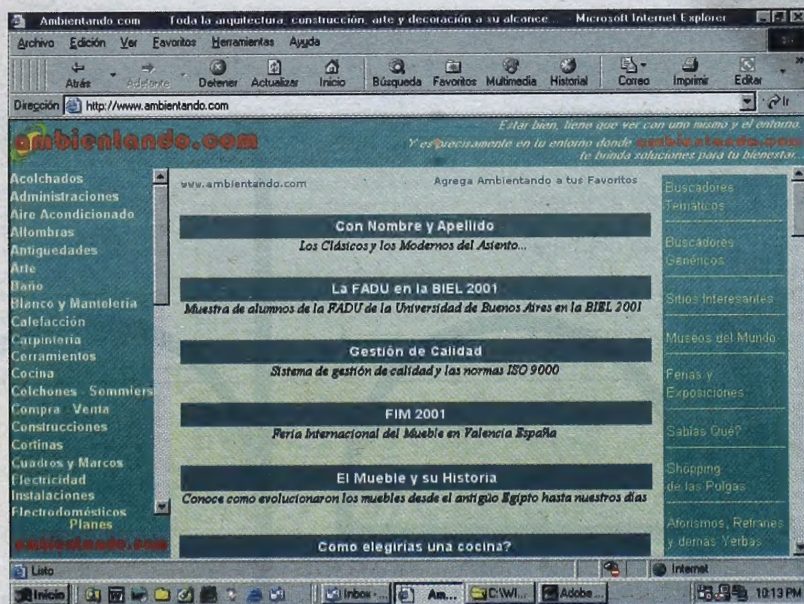 Ambientando.com Toda la arquitectura, construcción, arte y decoración a su alcance... Microsoft Internet Explorer
Archivo Edición Ver Favoritos Herramientas Ayuda
Atrás Adelante Detener Actualizar Inicio Búsqueda Favoritos Multimedia Historial Correo Imprimir Editar
Dirección http://www.ambientando.com Ir
ambientando.com
Estar bien, tiene que ver con uno mismo y el entorno.
Y es precisamente en tu entorno donde ambientando.com
te brinda soluciones para tu bienestar.
Acolchados
Administraciones
Aire Acondicionado
Alfombras
Antiguedades
Arte
Baño
Blanco y Mantelería
Calefacción
Carpintería
Cerramientos
Cocina
Colchones - Sommiers
Compra - Venta
Construcciones
Cortinas
Cuadros y Marcos
Electricidad
Instalaciones
Electrodomésticos
Planes
ambientando.com
www.ambientando.com Agrega Ambientando a tus Favoritos
Con Nombre y Apellido
Los Clásicos y los Modernos del Asiento...
La FADU en la BIEL 2001
Muestra de alumnos de la FADU de la Universidad de Buenos Aires en la BIEL 2001
Gestión de Calidad
Sistema de gestión de calidad y las normas ISO 9000
FIM 2001
Feria Internacional del Mueble en Valencia España
El Mueble y su Historia
Conoce como evolucionaron los muebles desde el antigüo Egipto hasta nuestros días
Como elegirías una cocina?
Buscadores
Temáticos
Buscadores
Genéricos
Sitios Interesantes
Museos del Mundo
Ferias y
Exposiciones
Sabías Qué?
Shopping
de las Pulgas
Aforismos, Refranes
y demás Yerbas
Listo Internet
Inicio Inbox -... Am... C:\WI... Adobe ... 10:13 PM